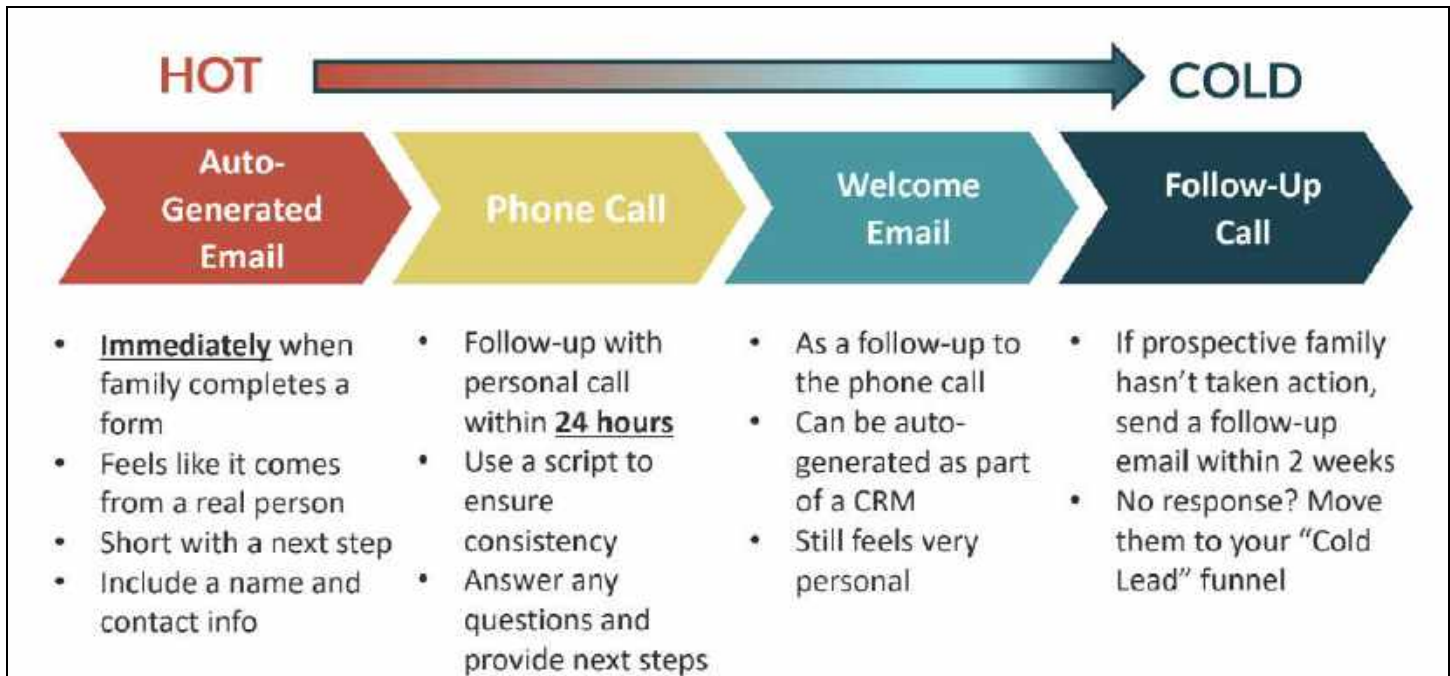 HOT
COLD
Auto-
Generated
Email
Phone Call
Welcome
Email
Follow-Up
Call
• Immediately when
family completes a
form
• Feels like it comes
from a real person
• Short with a next step
• Include a name and
contact info
• Follow-up with
personal call
within 24 hours
• Use a script to
ensure
consistency
• Answer any
questions and
provide next steps
• As a follow-up to
the phone call
• Can be auto-
generated as part
of a CRM
• Still feels very
personal
• If prospective family
hasn't taken action,
send a follow-up
email within 2 weeks
• No response? Move
them to your “Cold
Lead” funnel